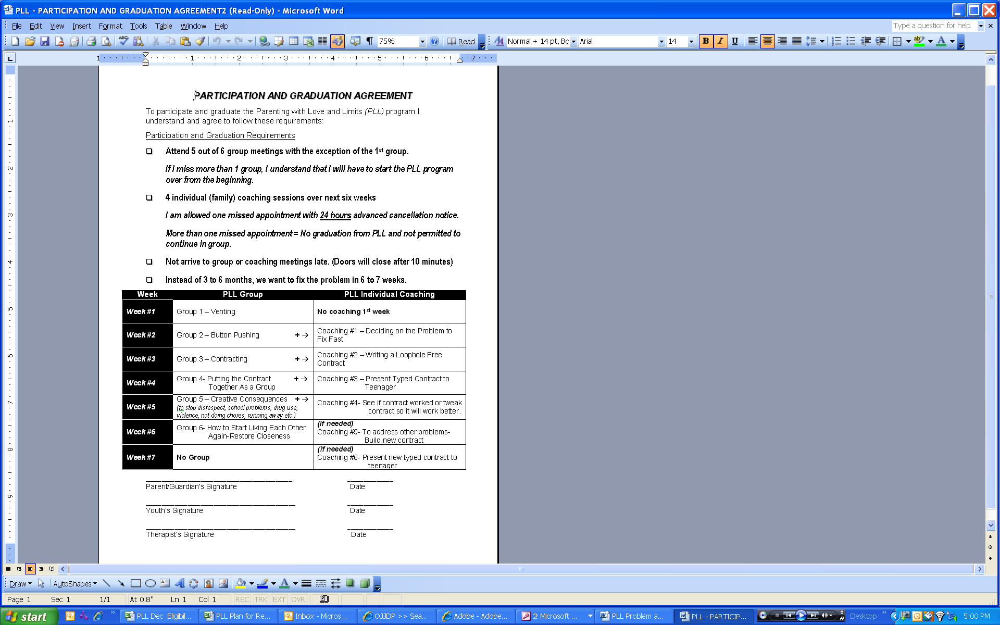 PLL - PARTICIPATION AND GRADUATION AGREEMENT2 (Read-Only) - Microsoft Word
File Edit View Insert Format Tools Table Window Help
Type a question for help
75% Read Normal + 14 pt, Bc Arial 14 B I U
L 1 1 2 3 4 5 6 7
PARTICIPATION AND GRADUATION AGREEMENT
To participate and graduate the Parenting with Love and Limits (PLL) program I
understand and agree to follow these requirements:
Participation and Graduation Requirements
❑ Attend 5 out of 6 group meetings with the exception of the 1st group.
If I miss more than 1 group, I understand that I will have to start the PLL program
over from the beginning.
❑ 4 individual (family) coaching sessions over next six weeks
I am allowed one missed appointment with 24 hours advanced cancellation notice.
More than one missed appointment= No graduation from PLL and not permitted to
continue in group.
❑ Not arrive to group or coaching meetings late. (Doors will close after 10 minutes)
❑ Instead of 3 to 6 months, we want to fix the problem in 6 to 7 weeks.
Week PLL Group PLL Individual Coaching
Week #1 Group 1 – Venting No coaching 1st week
Week #2 Group 2 – Button Pushing + → Coaching #1 – Deciding on the Problem to
Fix Fast
Week #3 Group 3 – Contracting + → Coaching #2 – Writing a Loophole Free
Contract
Week #4 Group 4- Putting the Contract + → Coaching #3 – Present Typed Contract to
Together As a Group Teenager
Week #5 Group 5 – Creative Consequences + → Coaching #4- See if contract worked or tweak
(to stop disrespect, school problems, drug use, contract so it will work better.
violence, not doing chores, running away etc.)
Week #6 Group 6- How to Start Liking Each Other (If needed)
Again-Restore Closeness Coaching #5- To address other problems-
Build new contract
Week #7 No Group (if needed)
Coaching #6- Present new typed contract to
teenager
Parent/Guardian's Signature Date
Youth's Signature Date
Therapist's Signature Date
1 2 3 4 5 6 7 8 9
Draw AutoShapes
Page 1 Sec 1 1/1 At 0.8" Ln 1 Col 1 REC TRK EXT OVR
start PLL Dec Eligibil... PLL Plan for Re... Inbox - Micros... OJJDP >> Sea... Adobe - Adobe... 2 Microsoft ... PLL Problem a... PLL - PARTICIP... Desktop 5:00 PM